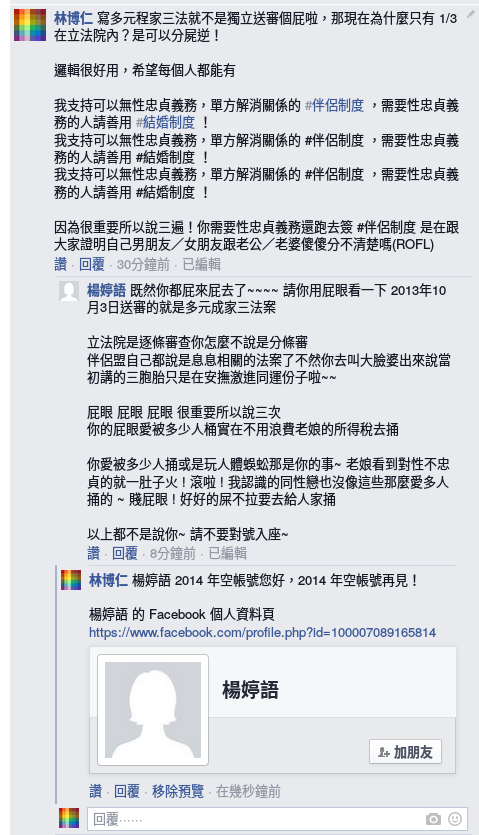 林博仁 寫多元程家三法就不是獨立送審個屁啦，那現在為什麼只有 1/3
在立法院內？是可以分屍逆！
邏輯很好用，希望每個人都能有
我支持可以無性忠貞義務，單方解消關係的 #伴侶制度 ，需要性忠貞義
務的人請善用 #結婚制度 ！
我支持可以無性忠貞義務，單方解消關係的 #伴侶制度 ，需要性忠貞義
務的人請善用 #結婚制度 ！
我支持可以無性忠貞義務，單方解消關係的 #伴侶制度 ，需要性忠貞義
務的人請善用 #結婚制度 ！
因為很重要所以說三遍！你需要性忠貞義務還跑去簽 #伴侶制度 是在跟
大家證明自己男朋友／女朋友跟老公／老婆傻傻分不清楚嗎(ROFL)
讚 · 回覆 · 30分鐘前 · 已編輯
楊婷語 既然你都屁來屁去了~~~~ 請你用屁眼看一下 2013年10
月3日送審的就是多元成家三法案
立法院是逐條審查你怎麼不說是分條審
伴侶盟自己都說是息息相關的法案了不然你去叫大臉婆出來說當
初講的三胞胎只是在安撫激進同運份子啦~~
屁眼 屁眼 屁眼 很重要所以說三次
你的屁眼愛被多少人桶實在不用浪費老娘的所得稅去捅
你愛被多少人捅或是玩人體蜈蚣那是你的事~ 老娘看到對性不忠
貞的就一肚子火！滾啦！我認識的同性戀也沒像這些那麼愛多人
捅的 ~ 賤屁眼！好好的屎不拉要去給人家捅
以上都不是說你~ 請不要對號入座~
讚 · 回覆 · 8分鐘前 · 已編輯
林博仁 楊婷語 2014 年空帳號您好，2014 年空帳號再見！
楊婷語 的 Facebook 個人資料頁
https://www.facebook.com/profile.php?id=100007089165814
楊婷語
加朋友
讚 · 回覆 · 移除預覽 · 在幾秒鐘前
回覆……